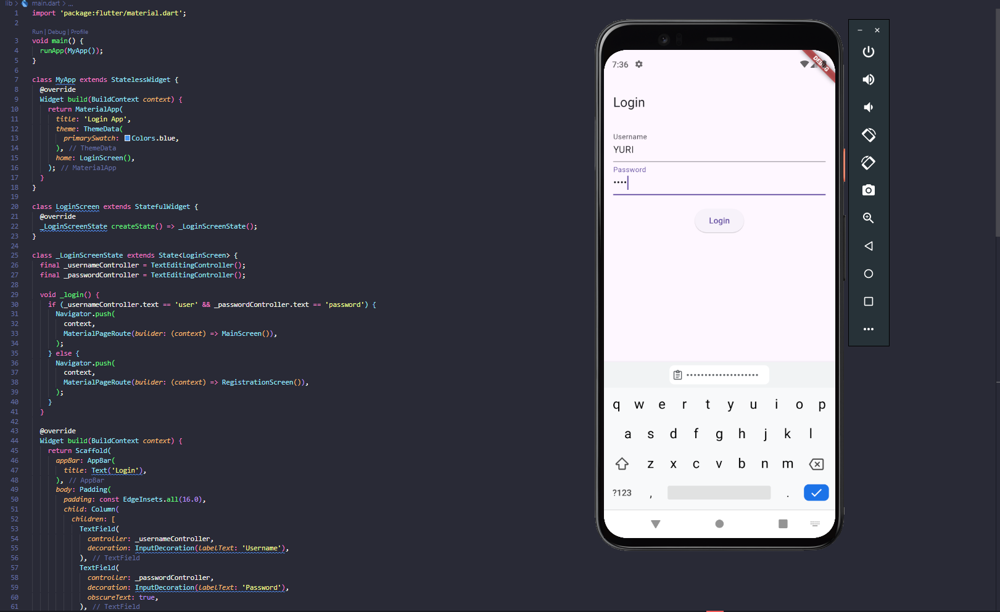 lib > main.dart > ...
1 import 'package:flutter/material.dart';
2
Run | Debug | Profile
3 void main() {
4 runApp(MyApp());
5 }
6
7 class MyApp extends StatelessWidget {
8 @override
9 Widget build(BuildContext context) {
10 return MaterialApp(
11 title: 'Login App',
12 theme: ThemeData(
13 primarySwatch: Colors.blue,
14 ), // ThemeData
15 home: LoginScreen(),
16 ); // MaterialApp
17 }
18 }
19
20 class LoginScreen extends StatefulWidget {
21 @override
22 _LoginScreenState createState() => _LoginScreenState();
23 }
24
25 class _LoginScreenState extends State<LoginScreen> {
26 final _usernameController = TextEditingController();
27 final _passwordController = TextEditingController();
28
29 void _login() {
30 if (_usernameController.text == 'user' && _passwordController.text == 'password') {
31 Navigator.push(
32 context,
33 MaterialPageRoute(builder: (context) => MainScreen()),
34 );
35 } else {
36 Navigator.push(
37 context,
38 MaterialPageRoute(builder: (context) => RegistrationScreen()),
39 );
40 }
41 }
42
43 @override
44 Widget build(BuildContext context) {
45 return Scaffold(
46 appBar: AppBar(
47 title: Text('Login'),
48 ), // AppBar
49 body: Padding(
50 padding: const EdgeInsets.all(16.0),
51 child: Column(
52 children: [
53 TextField(
54 controller: _usernameController,
55 decoration: InputDecoration(labelText: 'Username'),
56 ), // TextField
57 TextField(
58 controller: _passwordController,
59 decoration: InputDecoration(labelText: 'Password'),
60 obscureText: true,
61 ), // TextField
7:36
DEBUG
Login
Username
YURI
Password
••••
Login
••••••••••••••••••••
q w e r t y u i o p
a s d f g h j k l
z x c v b n m
?123 , .